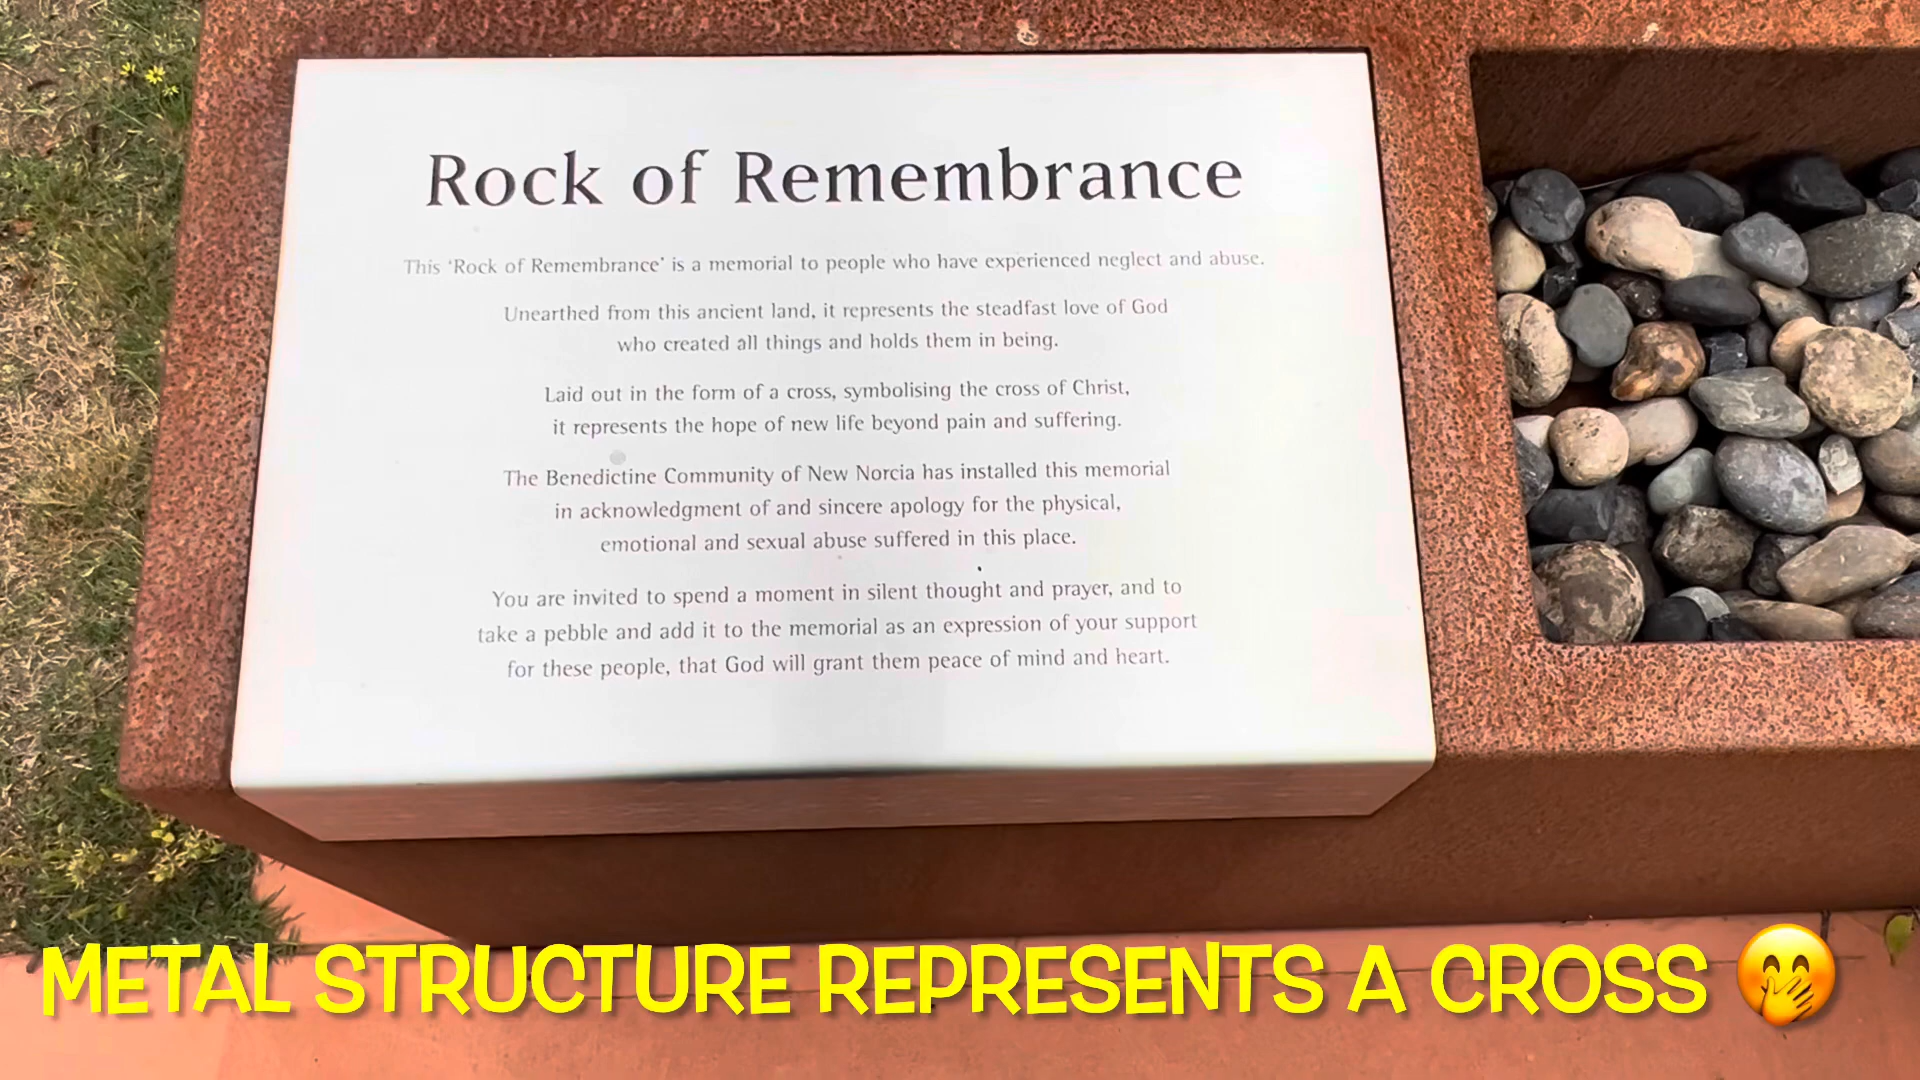 Rock of Remembrance
This ‘Rock of Remembrance’ is a memorial to people who have experienced neglect and abuse.
Unearthed from this ancient land, it represents the steadfast love of God
who created all things and holds them in being.
Laid out in the form of a cross, symbolising the cross of Christ,
it represents the hope of new life beyond pain and suffering.
The Benedictine Community of New Norcia has installed this memorial
in acknowledgment of and sincere apology for the physical,
emotional and sexual abuse suffered in this place.
You are invited to spend a moment in silent thought and prayer, and to
take a pebble and add it to the memorial as an expression of your support
for these people, that God will grant them peace of mind and heart.
METAL STRUCTURE REPRESENTS A CROSS 🤭